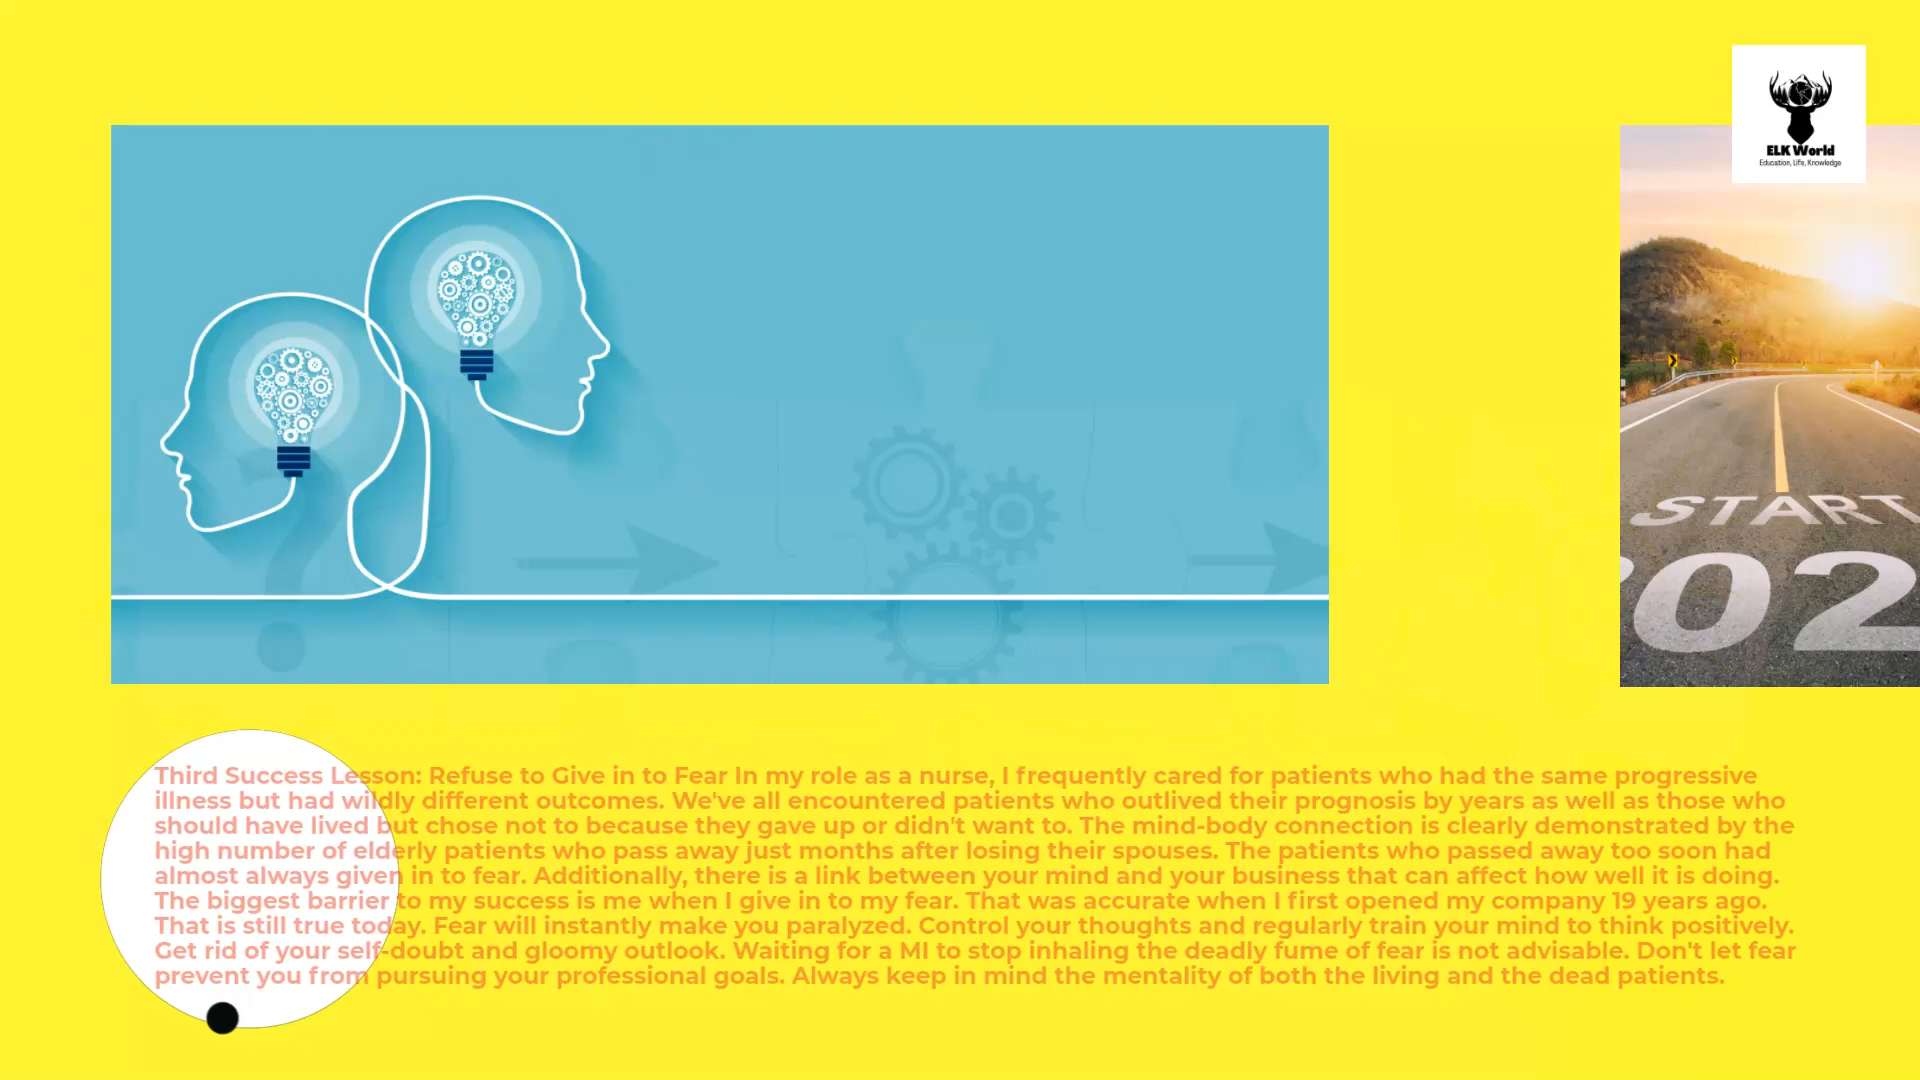 ELK World
Education, Life, Knowledge
START
02
Third Success Lesson: Refuse to Give in to Fear In my role as a nurse, I frequently cared for patients who had the same progressive
illness but had wildly different outcomes. We've all encountered patients who outlived their prognosis by years as well as those who
should have lived but chose not to because they gave up or didn't want to. The mind-body connection is clearly demonstrated by the
high number of elderly patients who pass away just months after losing their spouses. The patients who passed away too soon had
almost always given in to fear. Additionally, there is a link between your mind and your business that can affect how well it is doing.
The biggest barrier to my success is me when I give in to my fear. That was accurate when I first opened my company 19 years ago.
That is still true today. Fear will instantly make you paralyzed. Control your thoughts and regularly train your mind to think positively.
Get rid of your self-doubt and gloomy outlook. Waiting for a MI to stop inhaling the deadly fume of fear is not advisable. Don't let fear
prevent you from pursuing your professional goals. Always keep in mind the mentality of both the living and the dead patients.